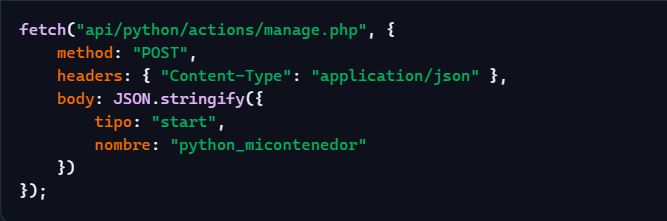 fetch("api/python/actions/manage.php", {
    method: "POST",
    headers: { "Content-Type": "application/json" },
    body: JSON.stringify({
        tipo: "start",
        nombre: "python_micontenedor"
    })
});